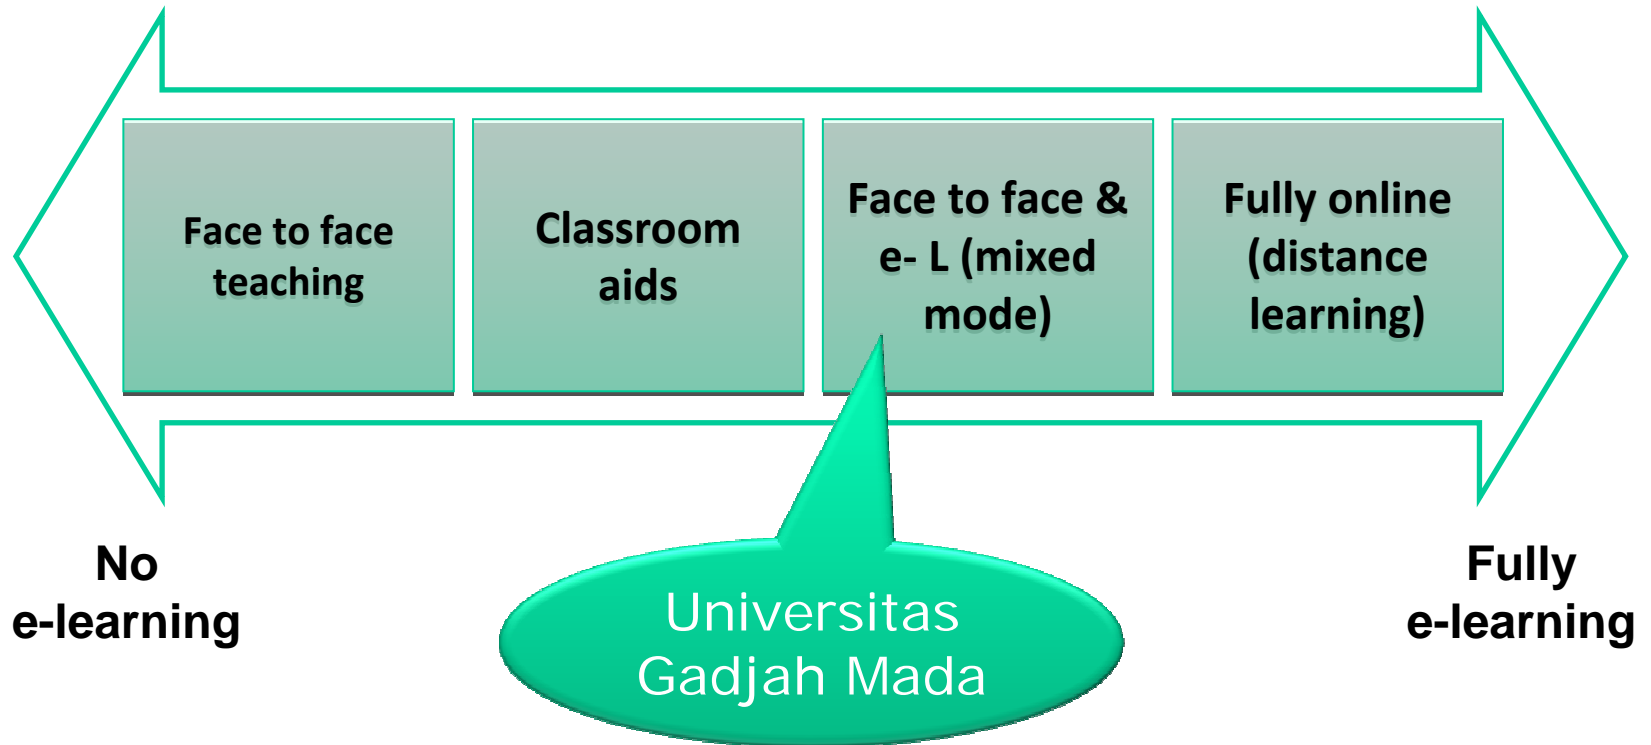 Face to face
teaching
Classroom
aids
Face to face &
e- L (mixed
mode)
Fully online
(distance
learning)
No
e-learning
Universitas
Gadjah Mada
Fully
e-learning